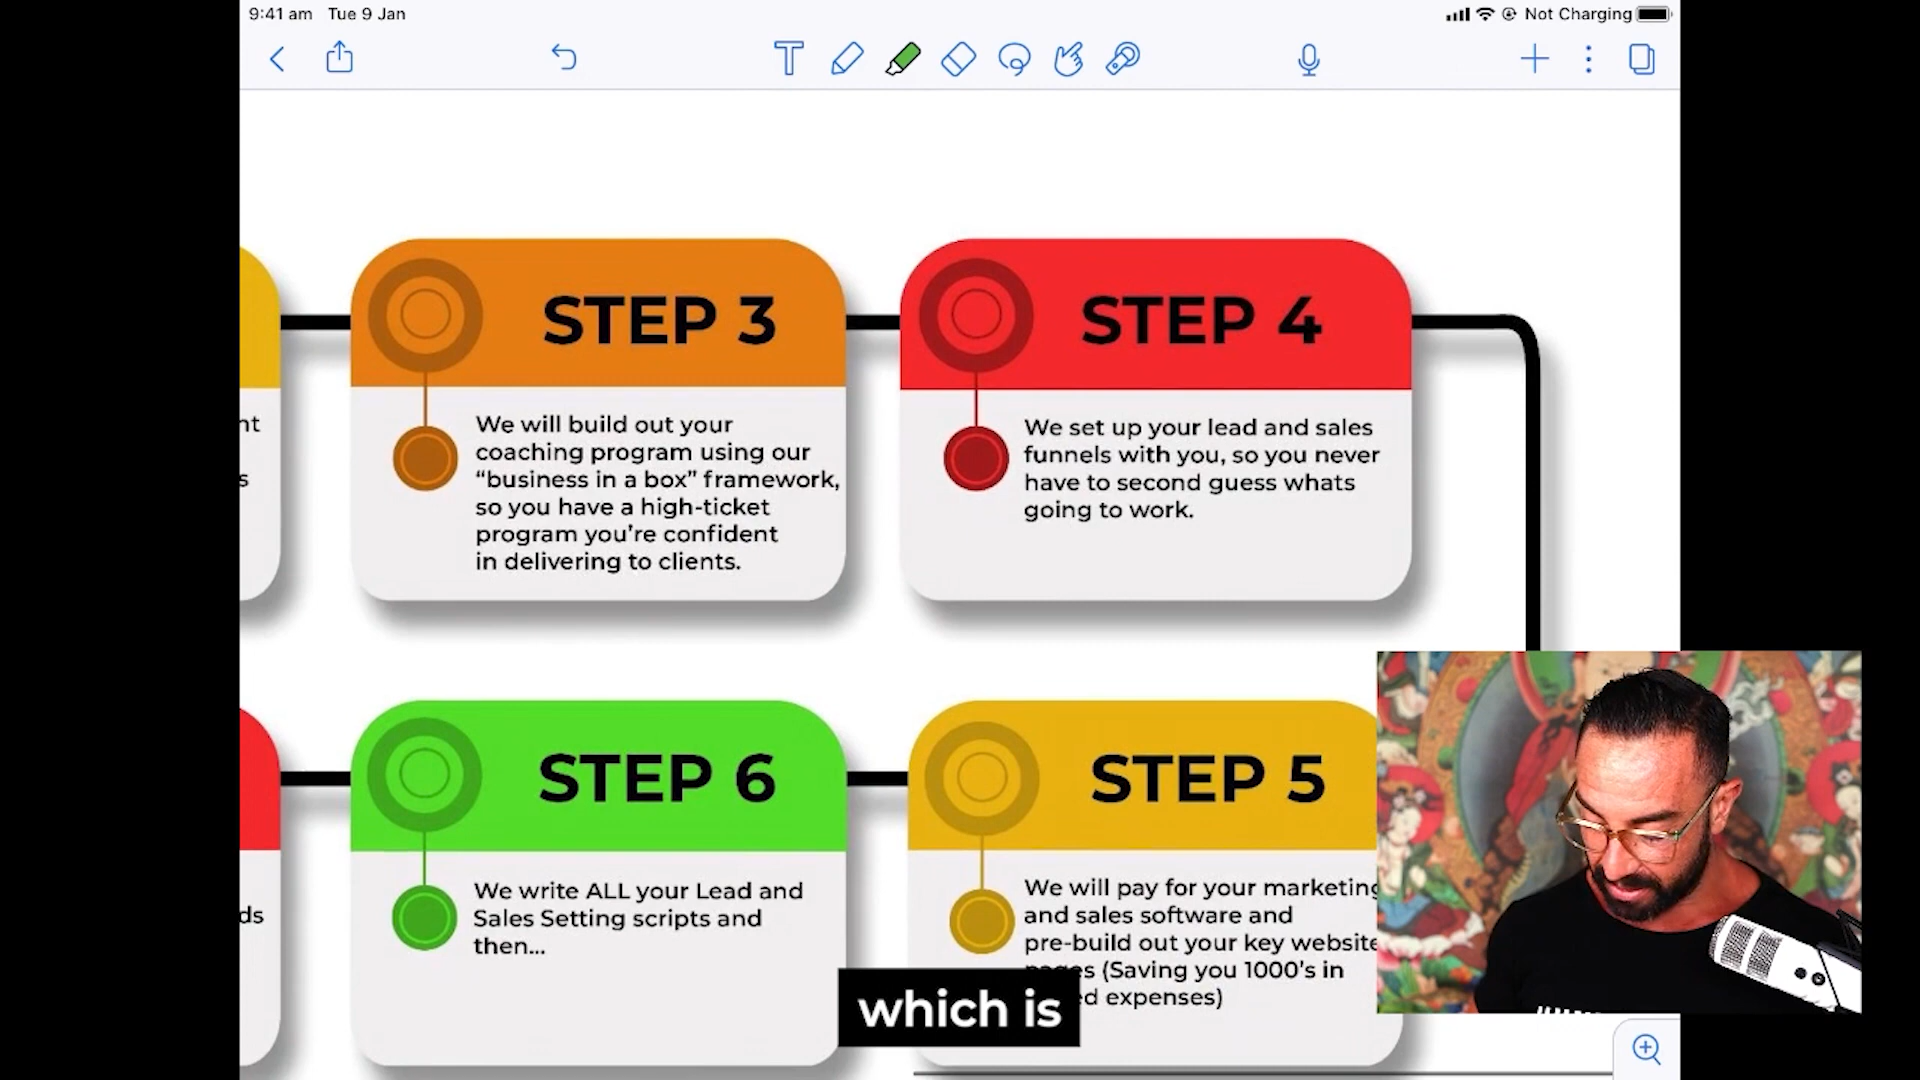 9:41 am Tue 9 Jan
Not Charging
STEP 3
We will build out your
coaching program using our
“business in a box” framework,
so you have a high-ticket
program you’re confident
in delivering to clients.
STEP 4
We set up your lead and sales
funnels with you, so you never
have to second guess whats
going to work.
STEP 6
We write ALL your Lead and
Sales Setting scripts and
then...
STEP 5
We will pay for your marketing
and sales software and
pre-build out your key website
(Saving you 1000’s in
expenses)
which is